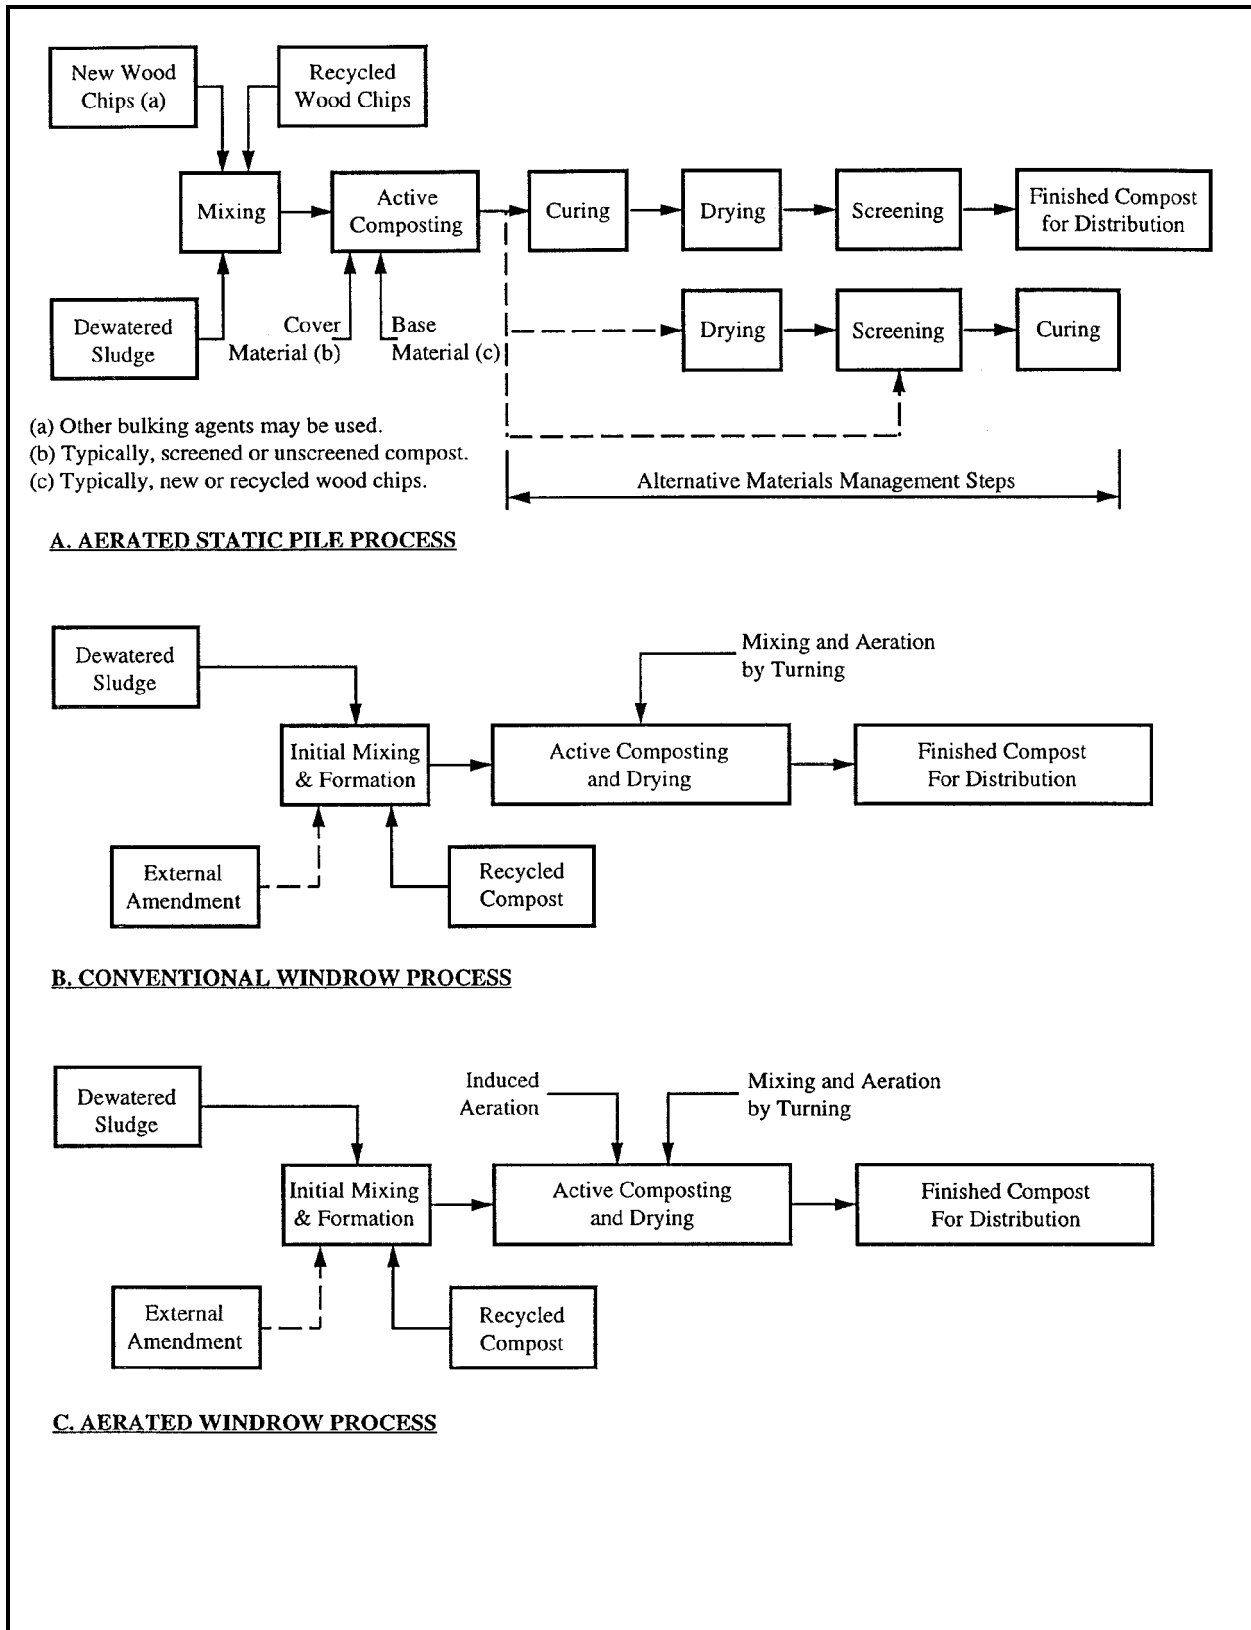 New Wood
Chips (a)
Recycled
Wood Chips
Mixing
Active
Composting
Curing
Drying
Screening
Finished Compost
for Distribution
Dewatered
Sludge
Cover
Material (b)
Base
Material (c)
Drying
Screening
Curing
(a) Other bulking agents may be used.
(b) Typically, screened or unscreened compost.
(c) Typically, new or recycled wood chips.
Alternative Materials Management Steps
A. AERATED STATIC PILE PROCESS
Dewatered
Sludge
Mixing and Aeration
by Turning
Initial Mixing
& Formation
Active Composting
and Drying
Finished Compost
For Distribution
External
Amendment
Recycled
Compost
B. CONVENTIONAL WINDROW PROCESS
Dewatered
Sludge
Induced
Aeration
Mixing and Aeration
by Turning
Initial Mixing
& Formation
Active Composting
and Drying
Finished Compost
For Distribution
External
Amendment
Recycled
Compost
C. AERATED WINDROW PROCESS